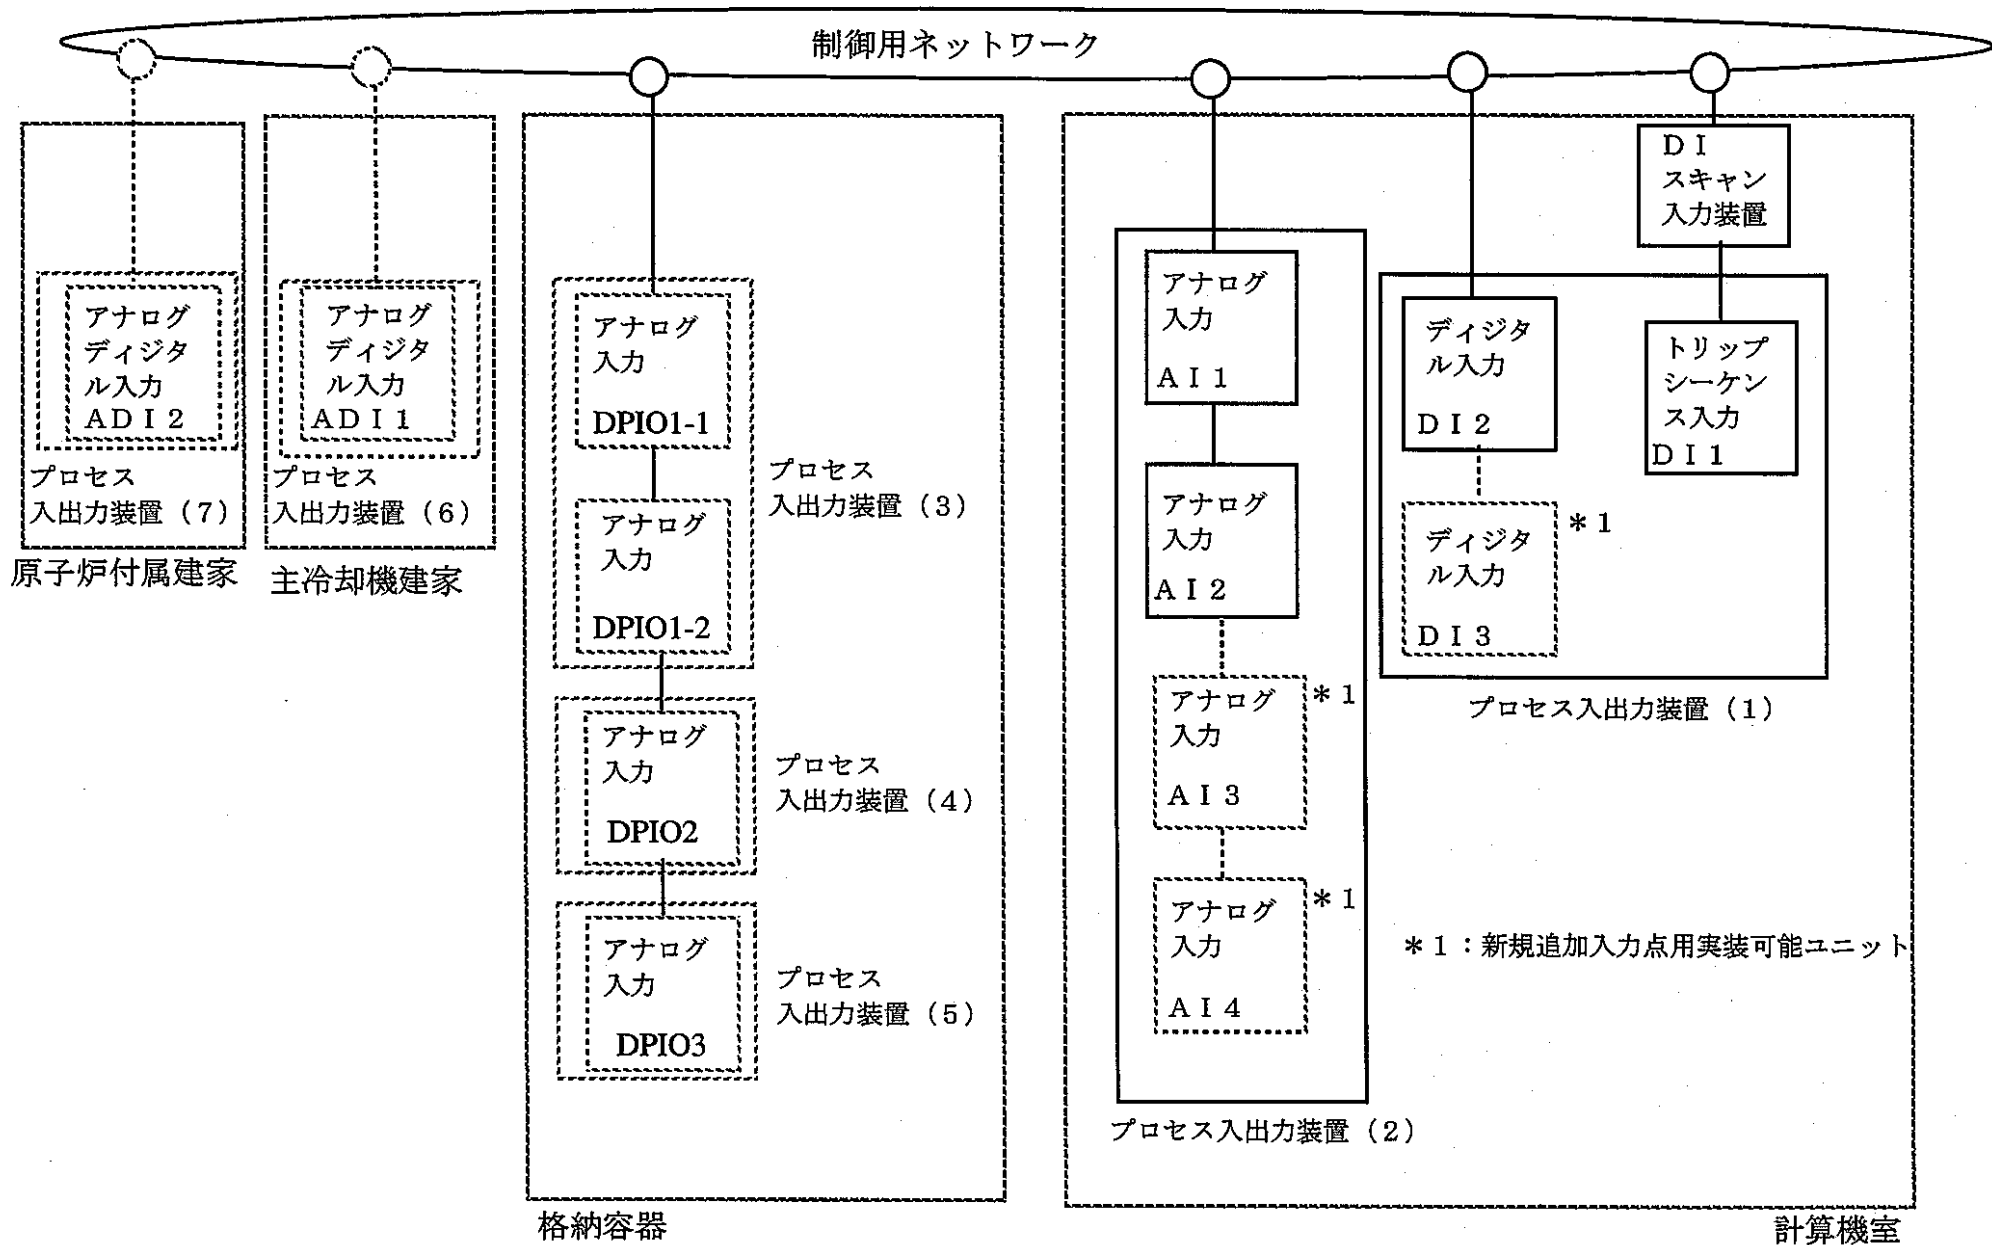 制御用ネットワーク
アナログ
ディジタ
ル入力
ADI2
プロセス
入出力装置(7)
原子炉付属建家
アナログ
ディジタ
ル入力
ADI1
プロセス
入出力装置(6)
主冷却機建家
アナログ
入力
DPIO1-1
アナログ
入力
DPIO1-2
プロセス
入出力装置(3)
アナログ
入力
DPIO2
プロセス
入出力装置(4)
アナログ
入力
DPIO3
プロセス
入出力装置(5)
格納容器
アナログ
入力
AI1
アナログ
入力
AI2
アナログ
入力
AI3
*1
アナログ
入力
AI4
*1
プロセス入出力装置(2)
ディジタ
ル入力
DI2
ディジタ
ル入力
DI3
*1
DI
スキャン
入力装置
トリップ
シーケン
ス入力
DI1
プロセス入出力装置(1)
*1:新規追加入力点用実装可能ユニット
計算機室